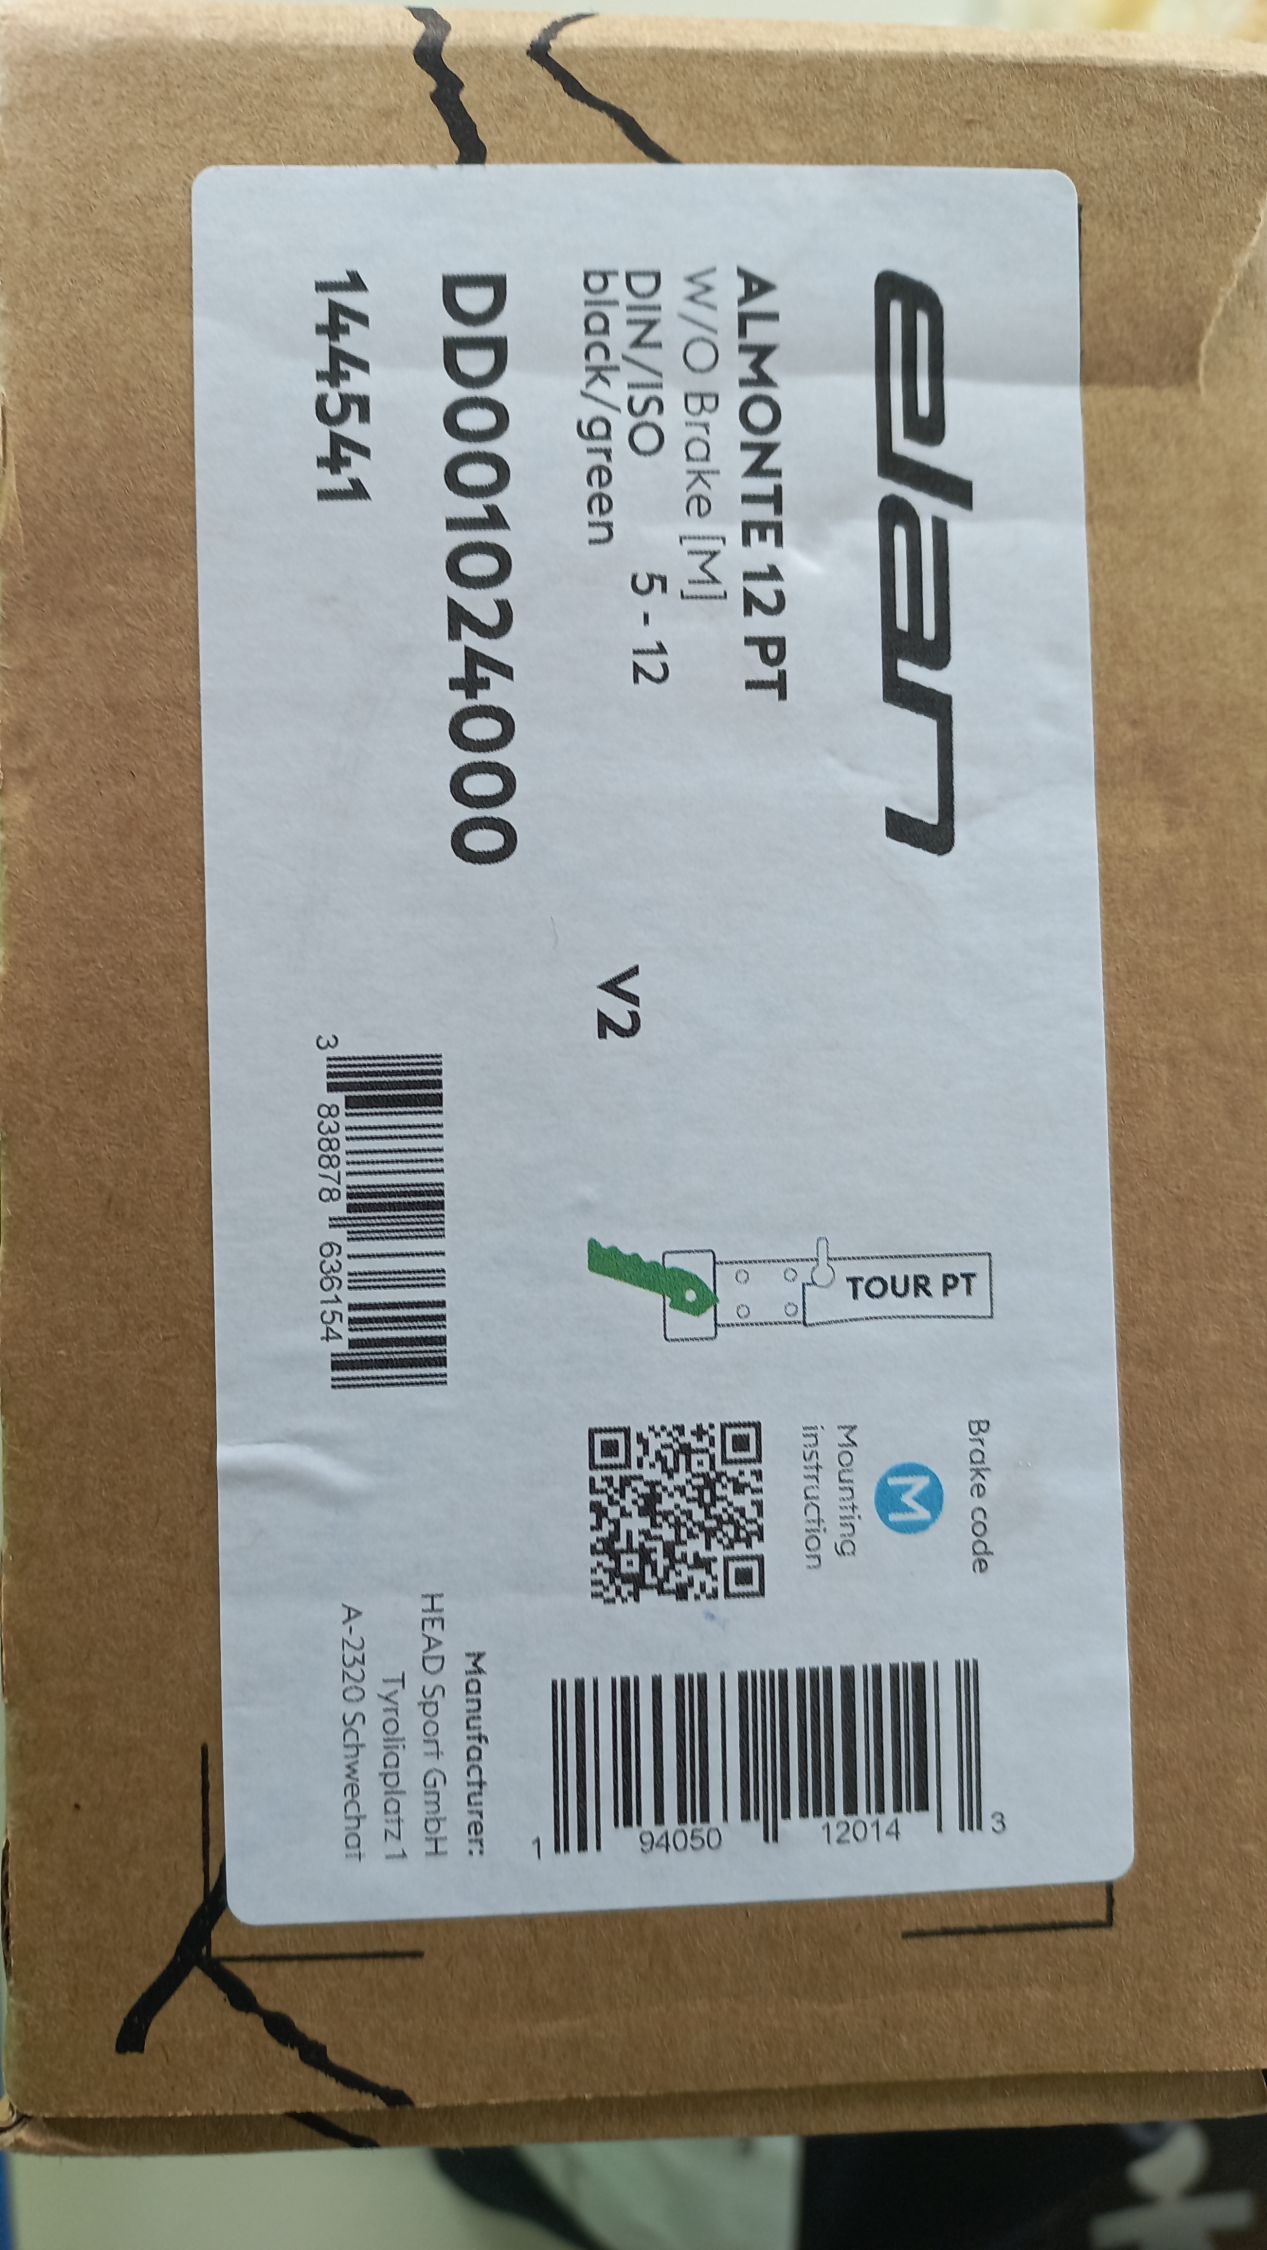 elan
ALMONTE 12 PT
W/O Brake [M]
DIN/ISO 5 - 12
black/green
V2
DD001024000
144541
3 838878 636154
TOUR PT
Brake code
M
Mounting
instruction
1 94050 12014 3
Manufacturer:
HEAD Sport GmbH
Tyroliaplatz 1
A-2320 Schwechat